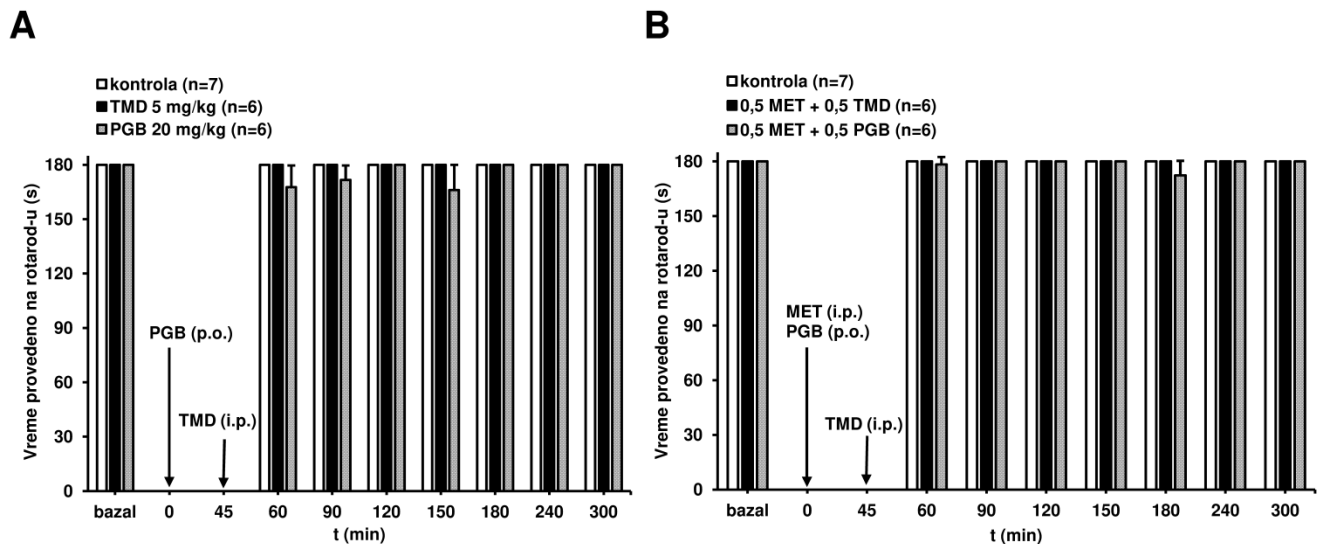 A
kontrola (n=7)
TMD 5 mg/kg (n=6)
PGB 20 mg/kg (n=6)
Vreme provedeno na rotarod-u (s)
180
150
120
90
60
30
0
PGB (p.o.)
TMD (i.p.)
bazal 0 45 60 90 120 150 180 240 300
t (min)
B
kontrola (n=7)
0,5 MET + 0,5 TMD (n=6)
0,5 MET + 0,5 PGB (n=6)
Vreme provedeno na rotarod-u (s)
180
150
120
90
60
30
0
MET (i.p.)
PGB (p.o.)
TMD (i.p.)
bazal 0 45 60 90 120 150 180 240 300
t (min)